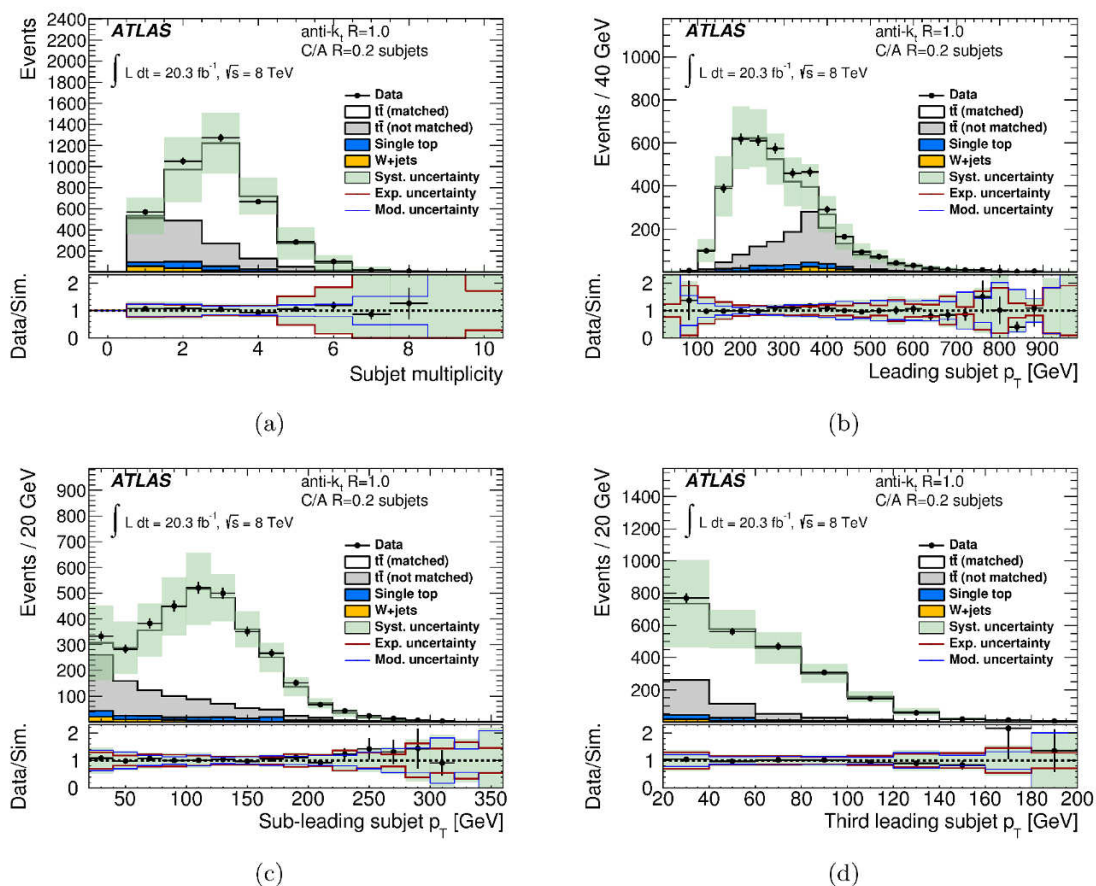 ATLAS
anti-kₜ R=1.0
C/A R=0.2 subjets
∫ L dt = 20.3 fb⁻¹, √s = 8 TeV
Data
tt̄ (matched)
tt̄ (not matched)
Single top
W+jets
Syst. uncertainty
Exp. uncertainty
Mod. uncertainty
Events
2400
2200
2000
1800
1600
1400
1200
1000
800
600
400
200
Data/Sim.
2
1
0
0 2 4 6 8 10
Subjet multiplicity
(a)
ATLAS
anti-kₜ R=1.0
C/A R=0.2 subjets
∫ L dt = 20.3 fb⁻¹, √s = 8 TeV
Data
tt̄ (matched)
tt̄ (not matched)
Single top
W+jets
Syst. uncertainty
Exp. uncertainty
Mod. uncertainty
Events / 40 GeV
1000
800
600
400
200
Data/Sim.
2
1
0
100 200 300 400 500 600 700 800 900
Leading subjet p_T [GeV]
(b)
ATLAS
anti-kₜ R=1.0
C/A R=0.2 subjets
∫ L dt = 20.3 fb⁻¹, √s = 8 TeV
Data
tt̄ (matched)
tt̄ (not matched)
Single top
W+jets
Syst. uncertainty
Exp. uncertainty
Mod. uncertainty
Events / 20 GeV
900
800
700
600
500
400
300
200
100
Data/Sim.
2
1
0
50 100 150 200 250 300 350
Sub-leading subjet p_T [GeV]
(c)
ATLAS
anti-kₜ R=1.0
C/A R=0.2 subjets
∫ L dt = 20.3 fb⁻¹, √s = 8 TeV
Data
tt̄ (matched)
tt̄ (not matched)
Single top
W+jets
Syst. uncertainty
Exp. uncertainty
Mod. uncertainty
Events / 20 GeV
1400
1200
1000
800
600
400
200
Data/Sim.
2
1
0
20 40 60 80 100 120 140 160 180 200
Third leading subjet p_T [GeV]
(d)